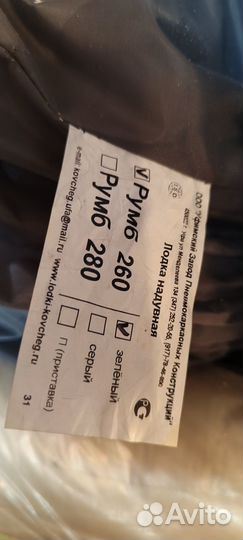 ООО "Уфимский Завод Пневмокаркасных Конструкций"
Лодка надувная
Румб 260
Румб 280
зелёный
серый
П (приставка)
e-mail: kovcheg.ufa@mail.ru
www.lodki-kovcheg.ru
31
РС
Avito